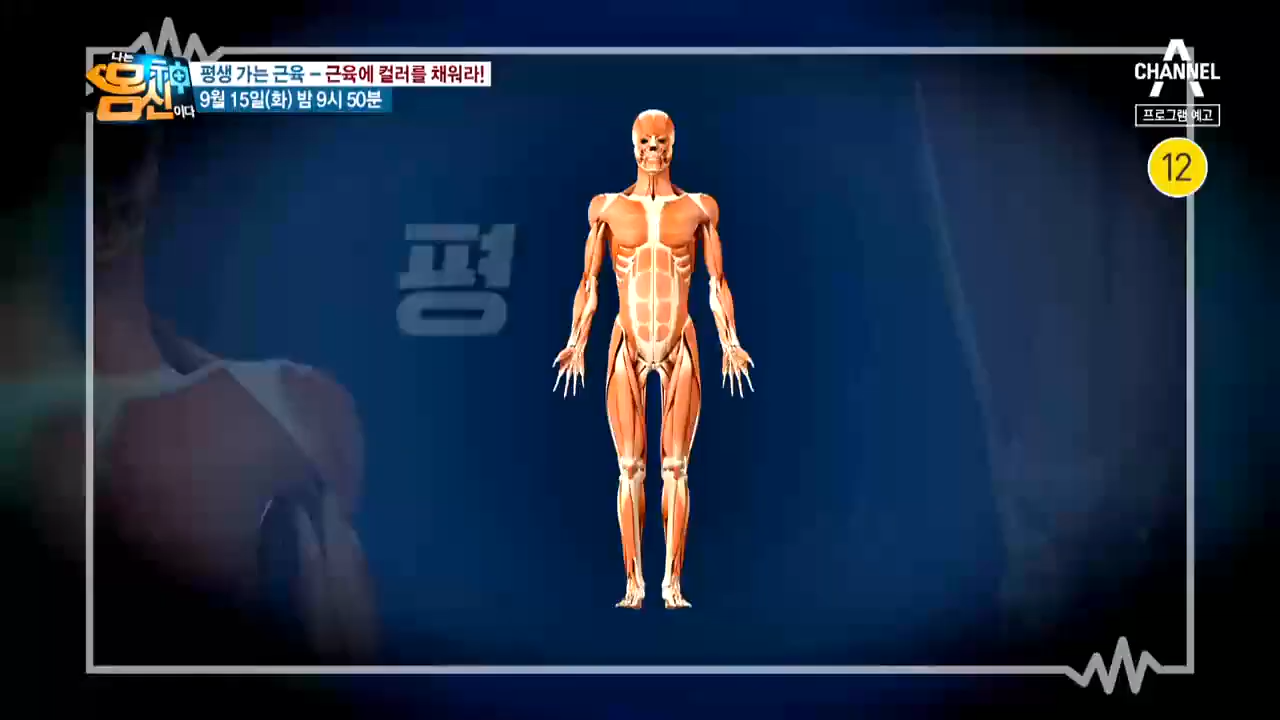 나는
몸신神이다
평생 가는 근육 – 근육에 컬러를 채워라!
9월 15일(화) 밤 9시 50분
CHANNEL A
프로그램 예고
12
평